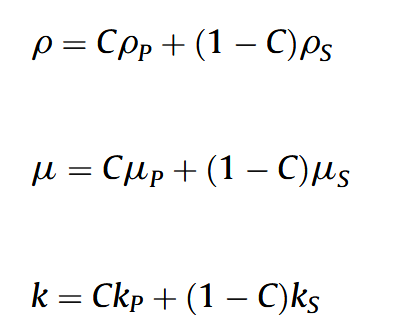 ρ = Cρ_P + (1 − C)ρ_S
μ = Cμ_P + (1 − C)μ_S
k = Ck_P + (1 − C)k_S